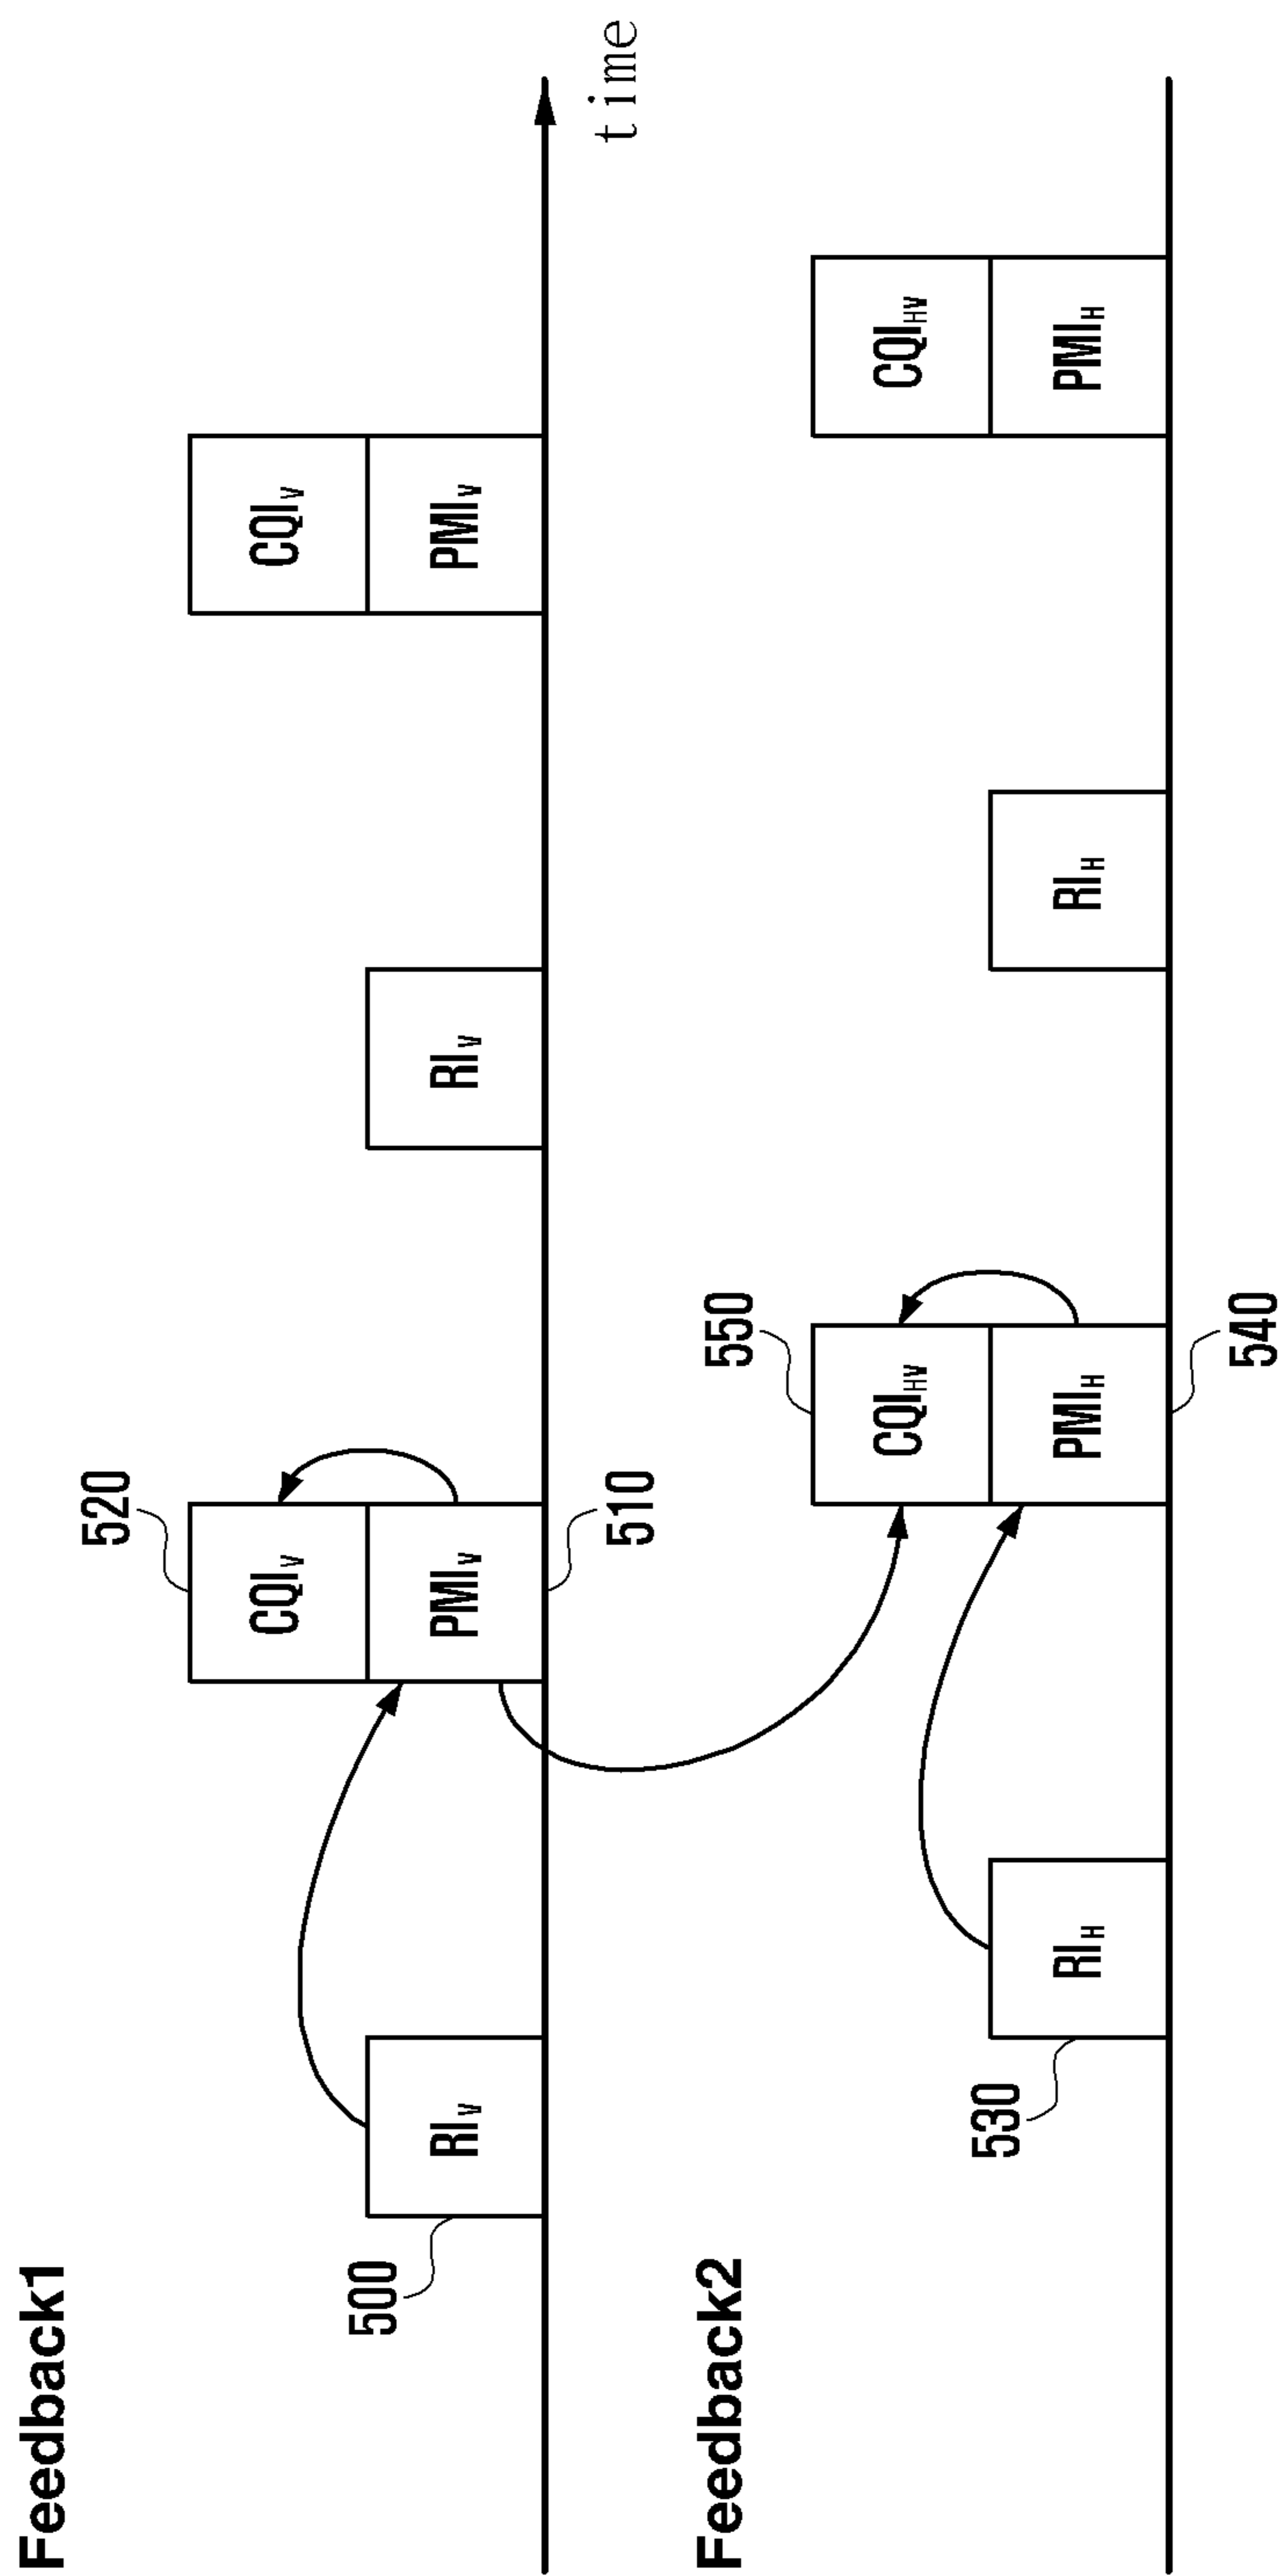 Feedback1
500
RIV
520
CQIV
PMIV
510
RIV
CQIV
PMIV
time
Feedback2
530
RIH
550
CQIHV
PMIH
540
RIH
CQIHV
PMIH